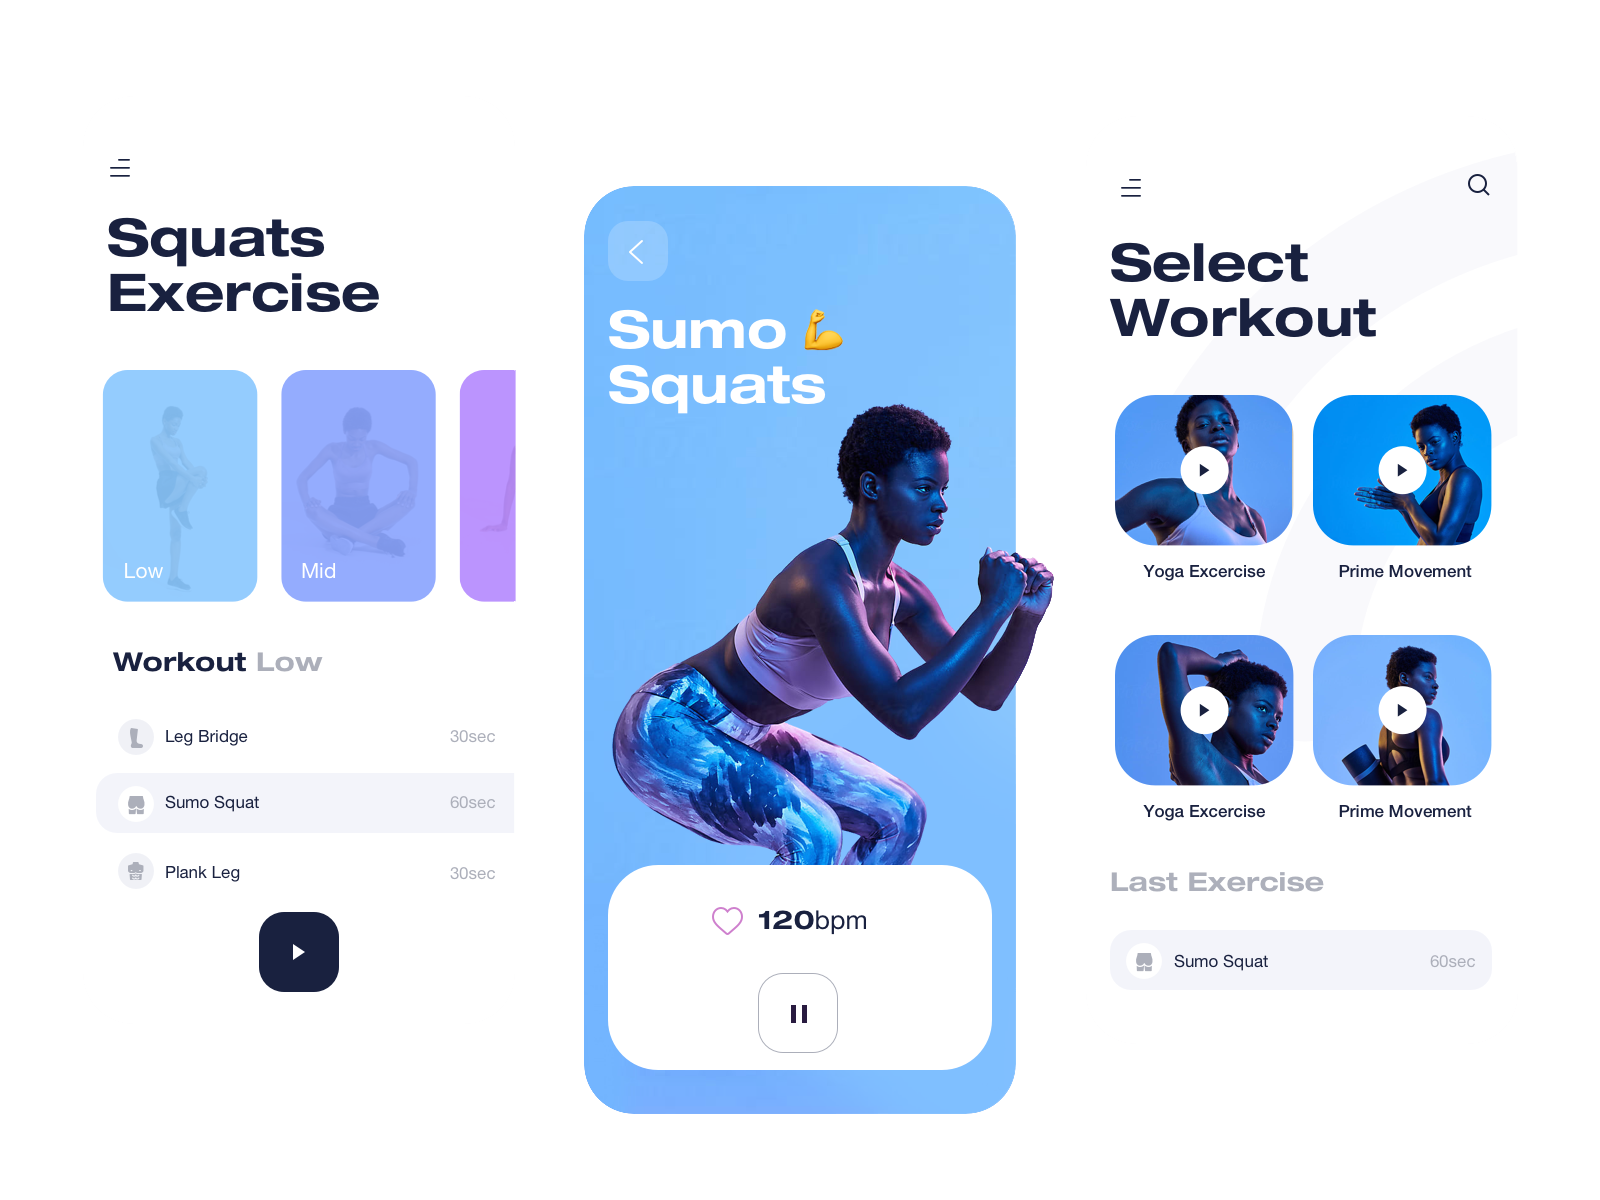 Squats
Exercise
Low
Mid
Workout Low
Leg Bridge 30sec
Sumo Squat 60sec
Plank Leg 30sec
Sumo 💪
Squats
120bpm
Select
Workout
Yoga Excercise
Prime Movement
Yoga Excercise
Prime Movement
Last Exercise
Sumo Squat 60sec